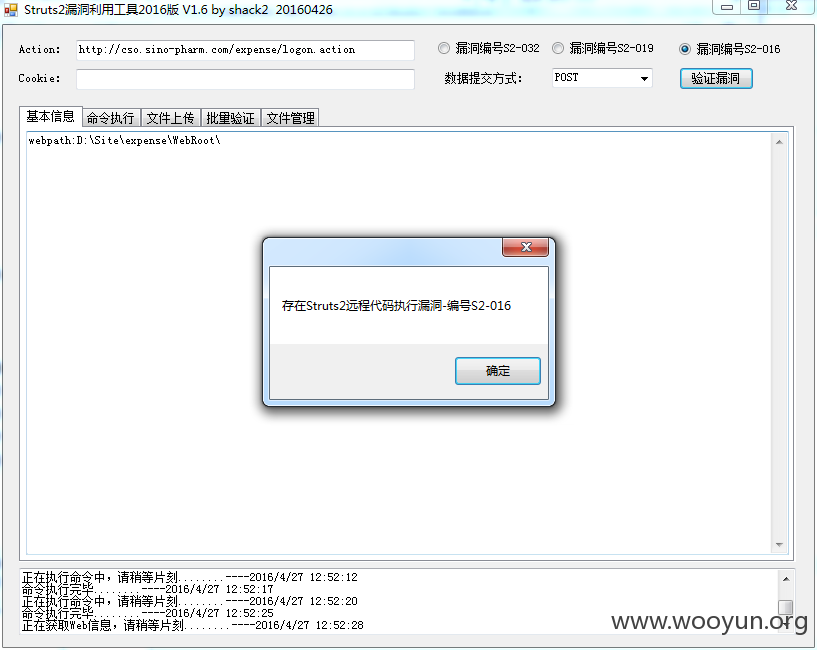 Struts2漏洞利用工具2016版 V1.6 by shack2 20160426
Action: http://cso.sino-pharm.com/expense/logon.action 漏洞编号S2-032 漏洞编号S2-019 漏洞编号S2-016
Cookie: 数据提交方式: POST 验证漏洞
基本信息 命令执行 文件上传 批量验证 文件管理
webpath:D:\Site\expense\WebRoot\
存在Struts2远程代码执行漏洞-编号S2-016
确定
正在执行命令中，请稍等片刻........----2016/4/27 12:52:12
命令执行完毕........----2016/4/27 12:52:17
正在执行命令中，请稍等片刻........----2016/4/27 12:52:20
命令执行完毕........----2016/4/27 12:52:25
正在获取Web信息，请稍等片刻........----2016/4/27 12:52:28
www.wooyun.org